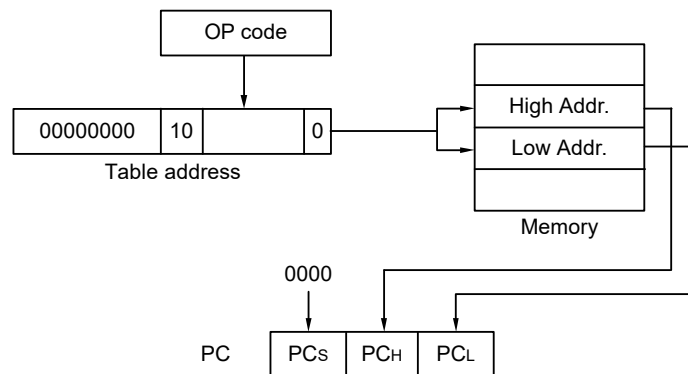 OP code
00000000 10 0
Table address
High Addr.
Low Addr.
Memory
0000
PC PCS PCH PCL